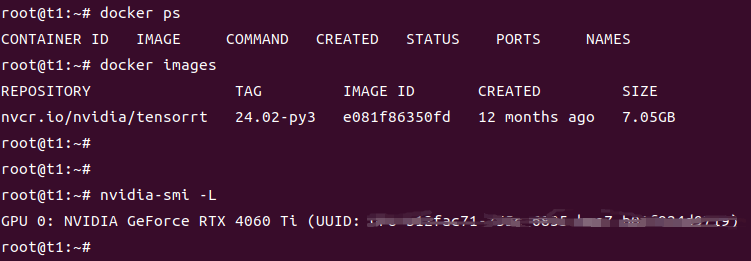 root@t1:~# docker ps
CONTAINER ID   IMAGE     COMMAND   CREATED   STATUS    PORTS     NAMES
root@t1:~# docker images
REPOSITORY                TAG         IMAGE ID       CREATED         SIZE
nvcr.io/nvidia/tensorrt   24.02-py3   e081f86350fd   12 months ago   7.05GB
root@t1:~#
root@t1:~#
root@t1:~# nvidia-smi -L
GPU 0: NVIDIA GeForce RTX 4060 Ti (UUID:
root@t1:~#